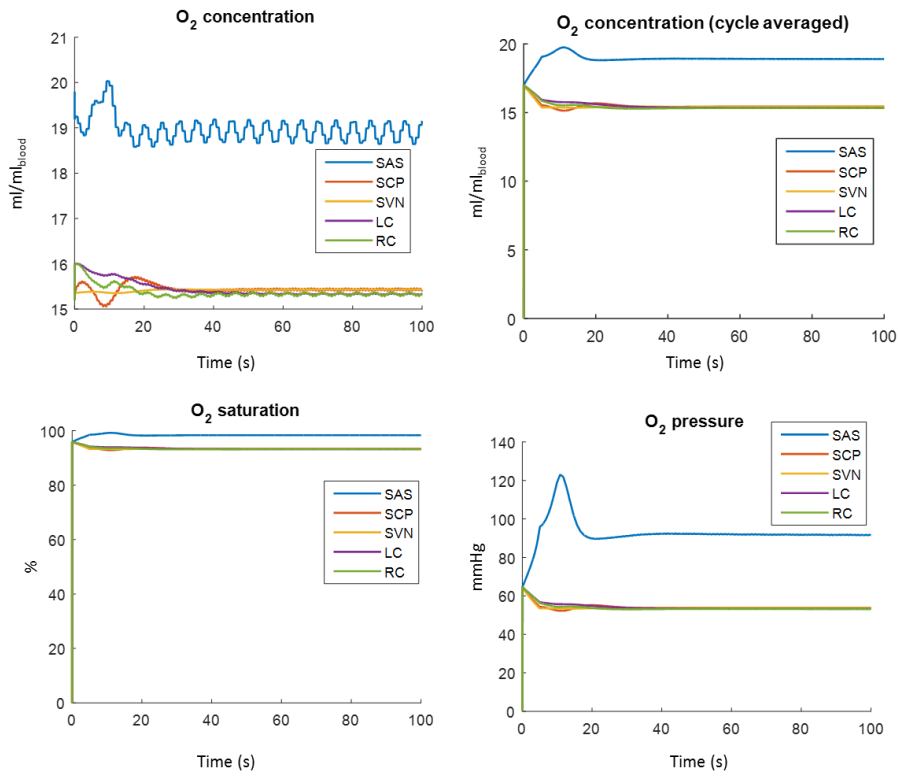 O2 concentration
ml/mlblood
21
20
19
18
17
16
15
0 20 40 60 80 100
Time (s)
SAS
SCP
SVN
LC
RC
O2 concentration (cycle averaged)
ml/mlblood
20
15
10
5
0
0 20 40 60 80 100
Time (s)
SAS
SCP
SVN
LC
RC
O2 saturation
%
100
80
60
40
20
0
0 20 40 60 80 100
Time (s)
SAS
SCP
SVN
LC
RC
O2 pressure
mmHg
140
120
100
80
60
40
20
0
0 20 40 60 80 100
Time (s)
SAS
SCP
SVN
LC
RC